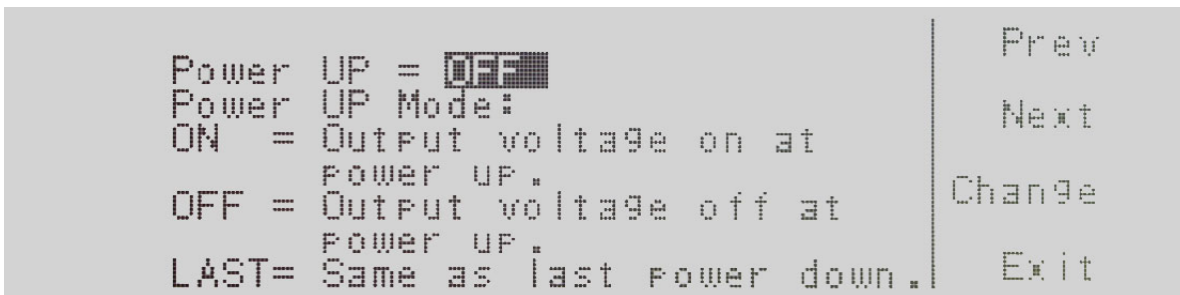 Power UP = OFF
Power UP Mode:
ON  = Output voltage on at
power up.
OFF = Output voltage off at
power up.
LAST= Same as last power down.
Prev
Next
Change
Exit